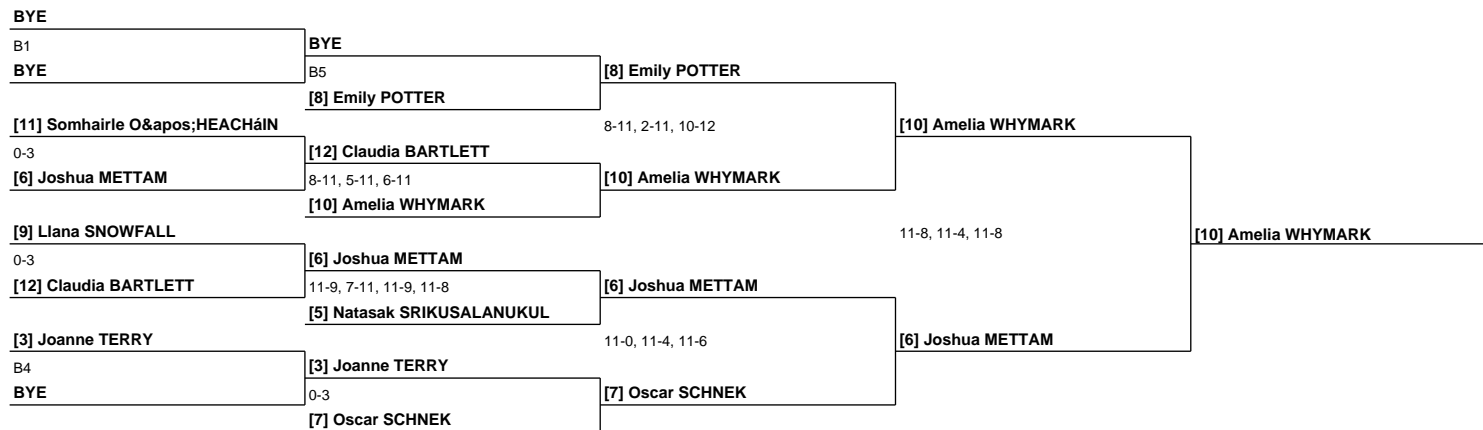 BYE
B1
BYE
[11] Somhairle O&apos;HEACHáIN
0-3
[6] Joshua METTAM
[9] Llana SNOWFALL
0-3
[12] Claudia BARTLETT
[3] Joanne TERRY
B4
BYE
BYE
B5
[8] Emily POTTER
[12] Claudia BARTLETT
8-11, 5-11, 6-11
[10] Amelia WHYMARK
[6] Joshua METTAM
11-9, 7-11, 11-9, 11-8
[5] Natasak SRIKUSALANUKUL
[3] Joanne TERRY
0-3
[7] Oscar SCHNEK
[8] Emily POTTER
8-11, 2-11, 10-12
[10] Amelia WHYMARK
[6] Joshua METTAM
11-0, 11-4, 11-6
[7] Oscar SCHNEK
[10] Amelia WHYMARK
11-8, 11-4, 11-8
[6] Joshua METTAM
[10] Amelia WHYMARK